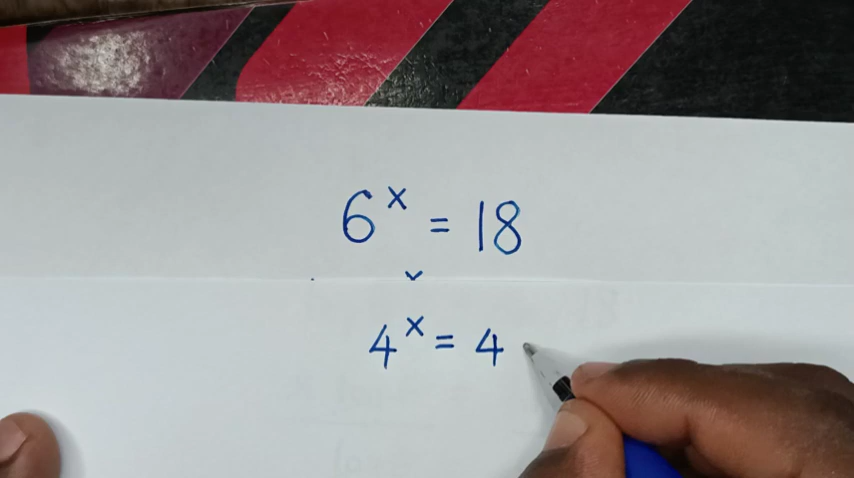 6^x = 18
4^x = 4